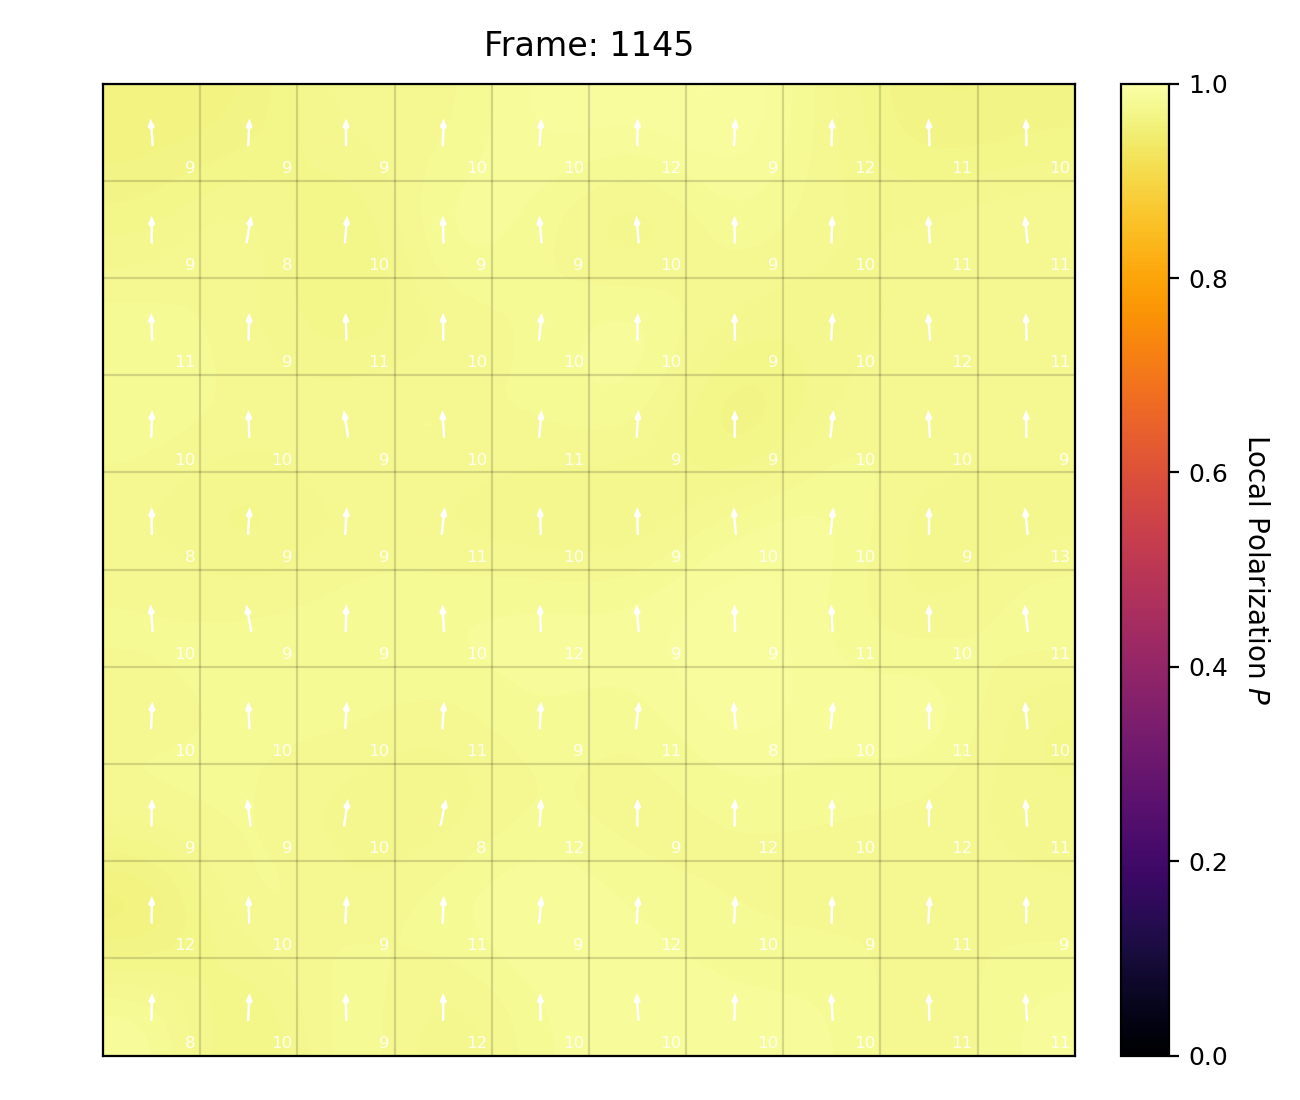 Frame: 1145
9 9 9 10 10 12 9 12 11 10
9 8 10 9 9 10 9 10 11 11
11 9 11 10 10 10 9 10 12 11
10 10 9 10 11 9 9 10 10 9
8 9 9 11 10 9 10 10 9 13
10 9 9 10 12 9 9 11 10 11
10 10 10 11 9 11 8 10 11 10
9 9 10 8 12 9 12 10 12 11
12 10 9 11 9 12 10 9 11 9
8 10 9 12 10 10 10 10 11 11
1.0
0.8
0.6
0.4
0.2
0.0
Local Polarization P